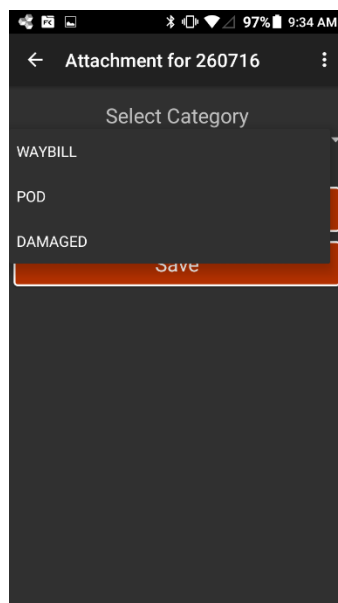 97% 9:34 AM
Attachment for 260716
Select Category
WAYBILL
POD
DAMAGED
Save